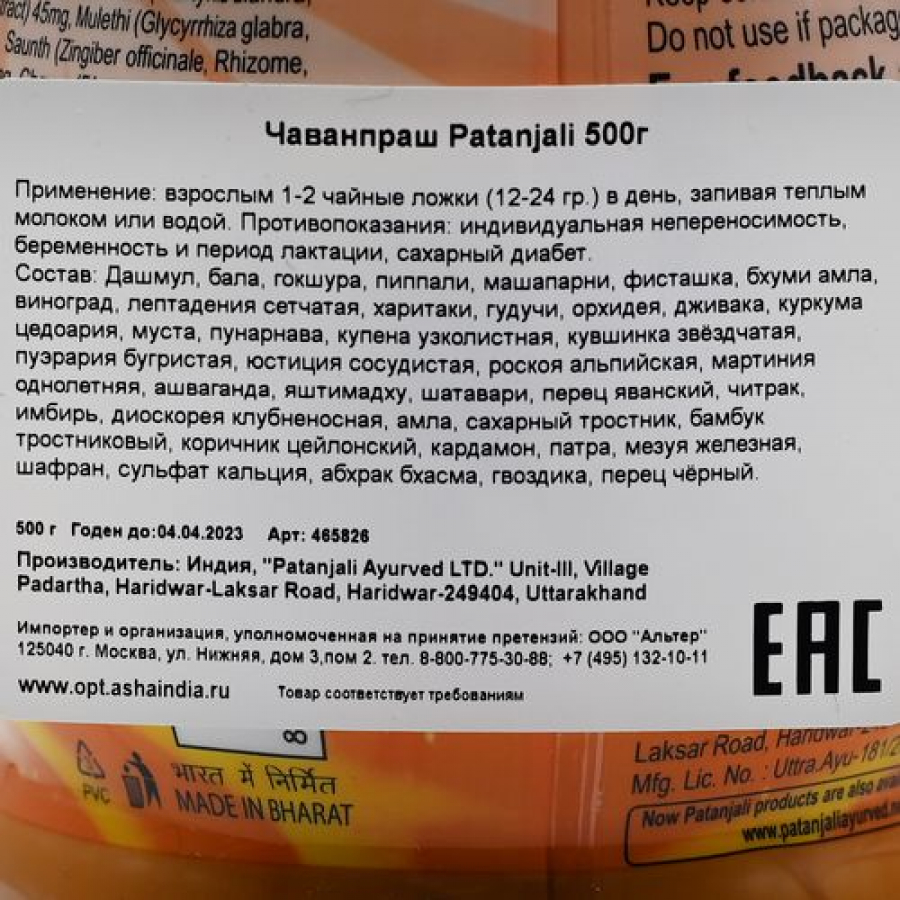 ract) 45mg, Mulethi (Glycyrrhiza glabra,
Saunth (Zingiber officinale, Rhizome,
Do not use if packag
For feedback
Чаванпраш Patanjali 500г
Применение: взрослым 1-2 чайные ложки (12-24 гр.) в день, запивая теплым
молоком или водой. Противопоказания: индивидуальная непереносимость,
беременность и период лактации, сахарный диабет.
Состав: Дашмул, бала, гокшура, пиппали, машапарни, фисташка, бхуми амла,
виноград, лептадения сетчатая, харитаки, гудучи, орхидея, дживака, куркума
цедоария, муста, пунарнава, купена узколистная, кувшинка звёздчатая,
пуэрария бугристая, юстиция сосудистая, роскоя альпийская, мартиния
однолетняя, ашваганда, яштимадху, шатавари, перец яванский, читрак,
имбирь, диоскорея клубненосная, амла, сахарный тростник, бамбук
тростниковый, коричник цейлонский, кардамон, патра, мезуя железная,
шафран, сульфат кальция, абхрак бхасма, гвоздика, перец чёрный.
500 г Годен до:04.04.2023 Арт: 465826
Производитель: Индия, "Patanjali Ayurved LTD." Unit-III, Village
Padartha, Haridwar-Laksar Road, Haridwar-249404, Uttarakhand
Импортер и организация, уполномоченная на принятие претензий: ООО "Альтер"
125040 г. Москва, ул. Нижняя, дом 3,пом 2. тел. 8-800-775-30-88; +7 (495) 132-10-11
www.opt.ashaindia.ru Товар соответствует требованиям
EAC
8
PVC
भारत में निर्मित
MADE IN BHARAT
Laksar Road, Haridwar-2
Mfg. Lic. No. : Uttra.Ayu-181/2
Now Patanjali products are also avai
www.patanjaliayurved.ne